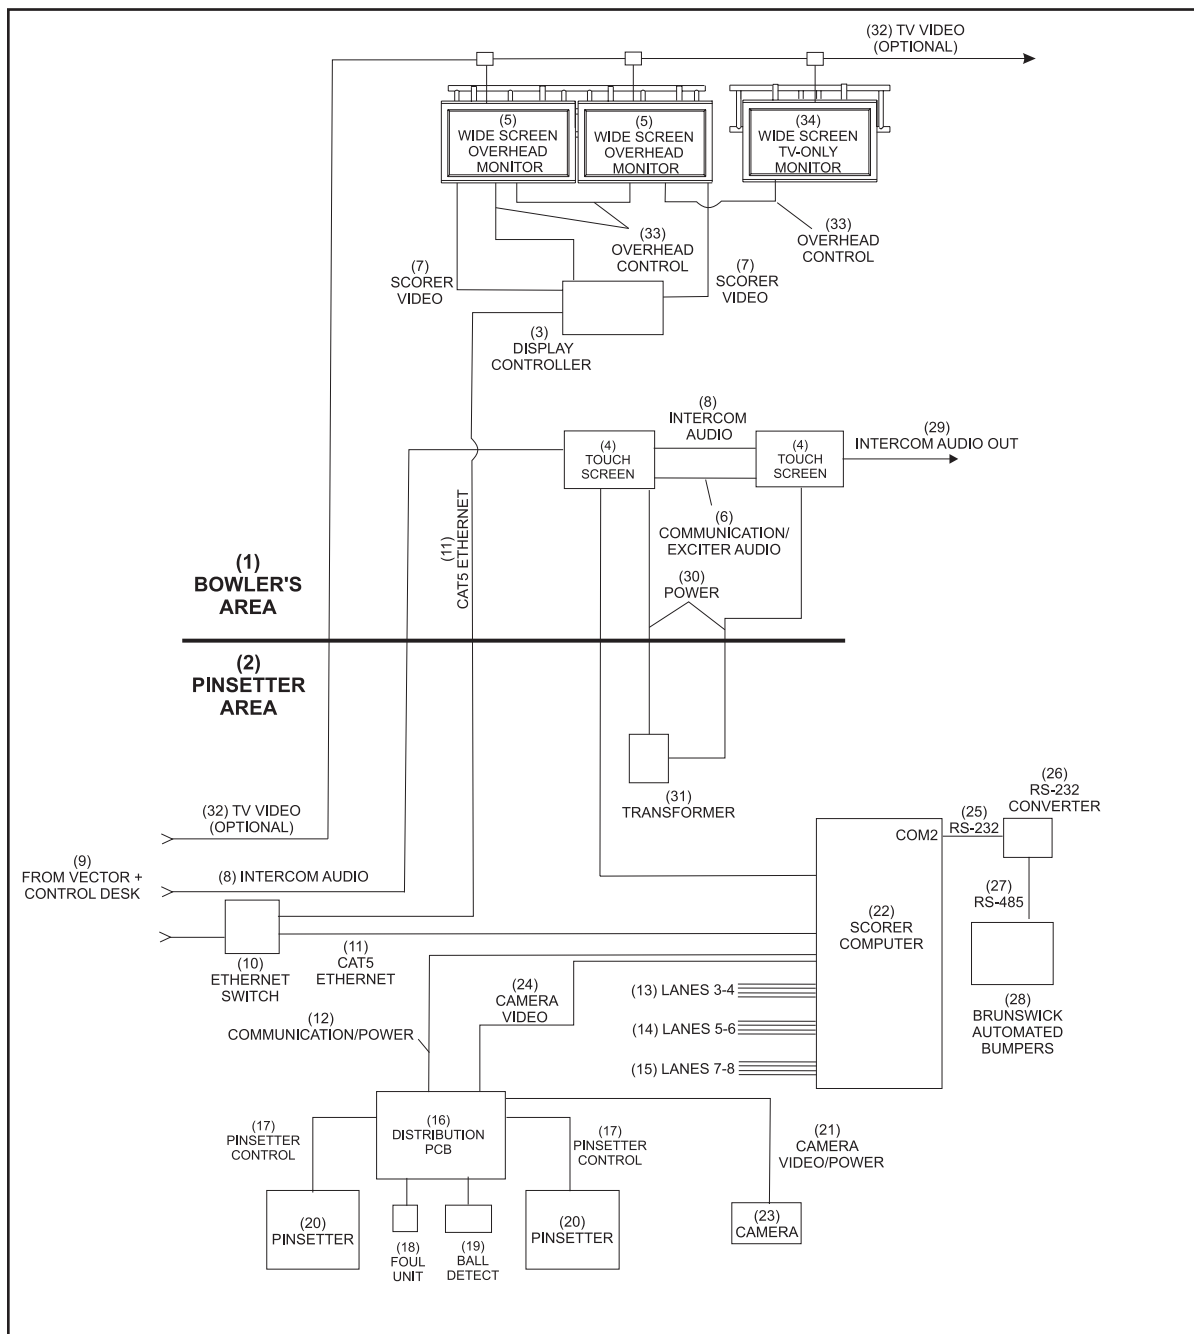 (32) TV VIDEO
(OPTIONAL)
(5)
WIDE SCREEN
OVERHEAD
MONITOR
(5)
WIDE SCREEN
OVERHEAD
MONITOR
(34)
WIDE SCREEN
TV-ONLY
MONITOR
(33)
OVERHEAD
CONTROL
(33)
OVERHEAD
CONTROL
(7)
SCORER
VIDEO
(7)
SCORER
VIDEO
(3)
DISPLAY
CONTROLLER
(8)
INTERCOM
AUDIO
(4)
TOUCH
SCREEN
(4)
TOUCH
SCREEN
(29)
INTERCOM AUDIO OUT
(6)
COMMUNICATION/
EXCITER AUDIO
(11)
CAT5 ETHERNET
(30)
POWER
(1)
BOWLER'S
AREA
(2)
PINSETTER
AREA
(31)
TRANSFORMER
(32) TV VIDEO
(OPTIONAL)
(9)
FROM VECTOR +
CONTROL DESK
(8) INTERCOM AUDIO
(10)
ETHERNET
SWITCH
(11)
CAT5
ETHERNET
COM2
(25)
RS-232
(26)
RS-232
CONVERTER
(27)
RS-485
(22)
SCORER
COMPUTER
(28)
BRUNSWICK
AUTOMATED
BUMPERS
(24)
CAMERA
VIDEO
(12)
COMMUNICATION/POWER
(13) LANES 3-4
(14) LANES 5-6
(15) LANES 7-8
(16)
DISTRIBUTION
PCB
(17)
PINSETTER
CONTROL
(17)
PINSETTER
CONTROL
(21)
CAMERA
VIDEO/POWER
(20)
PINSETTER
(18)
FOUL
UNIT
(19)
BALL
DETECT
(20)
PINSETTER
(23)
CAMERA